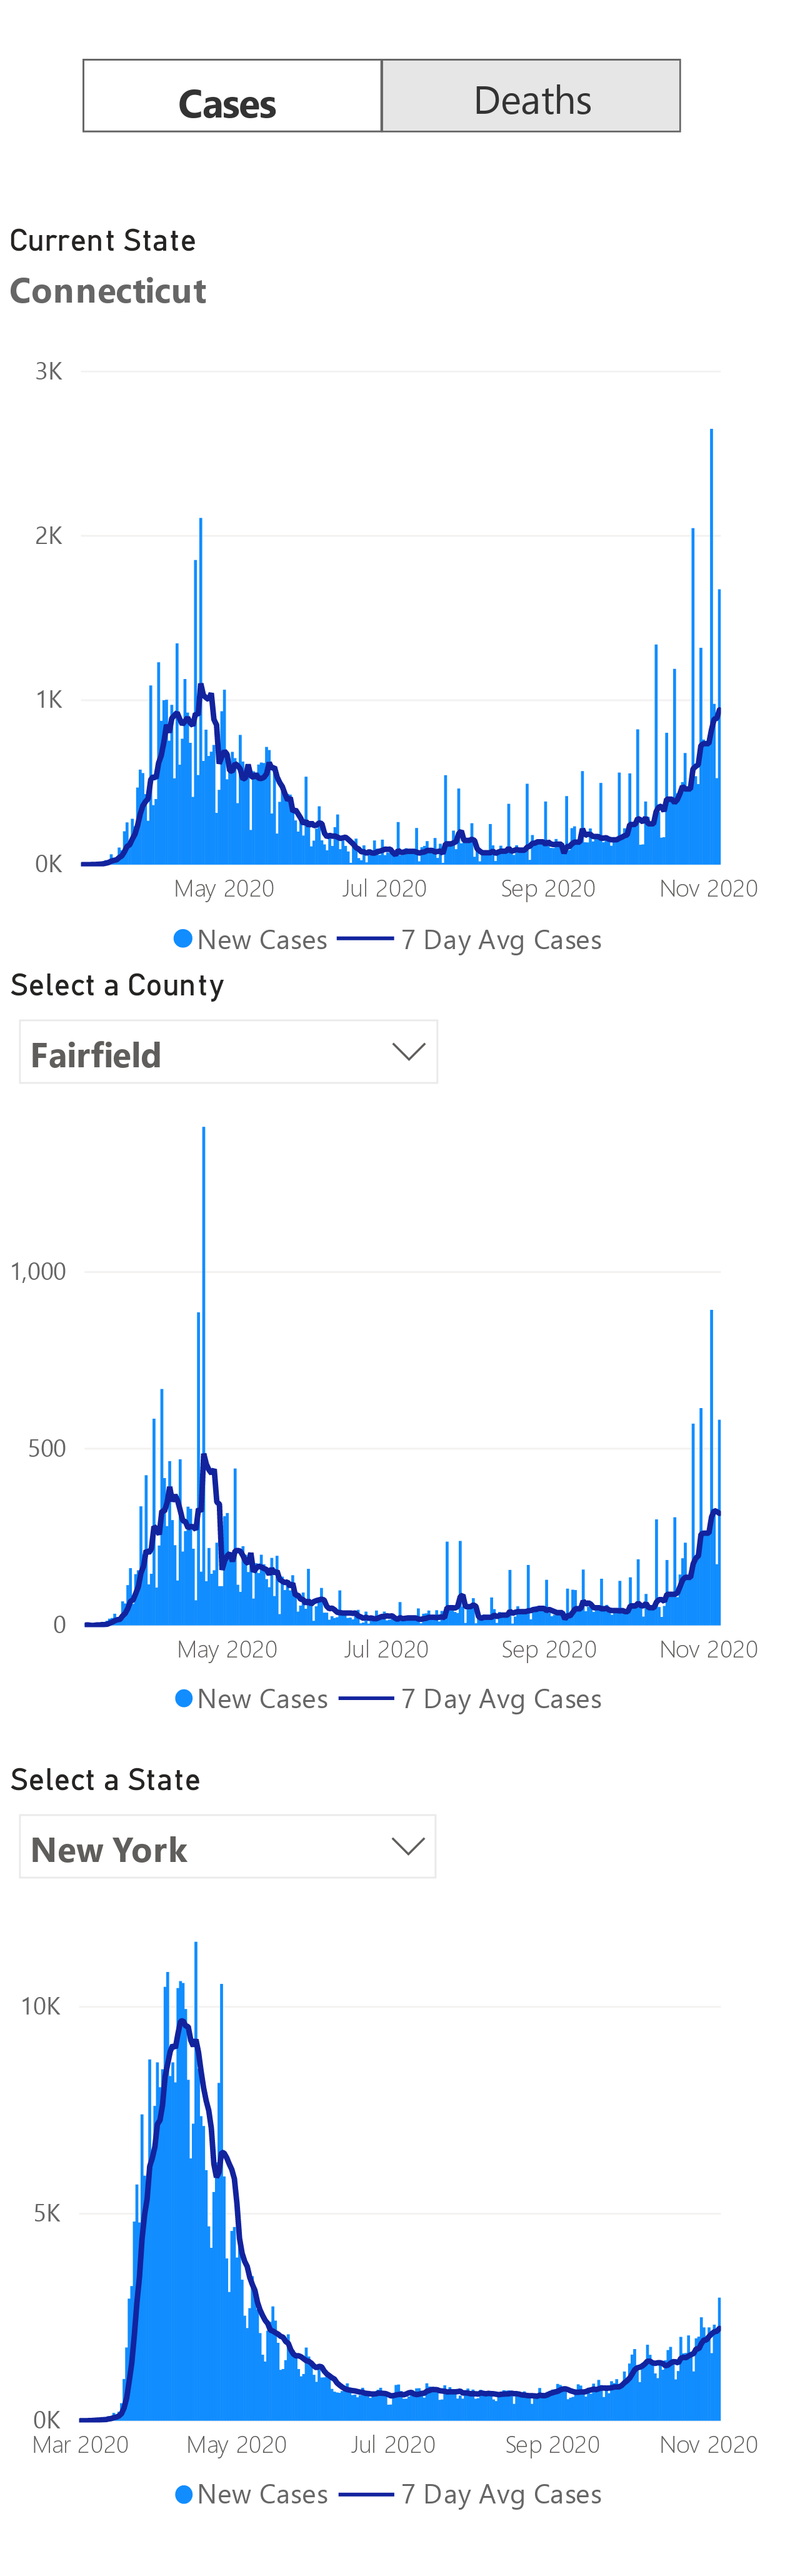 Cases Deaths
Current State
Connecticut
3K
2K
1K
0K
May 2020 Jul 2020 Sep 2020 Nov 2020
New Cases 7 Day Avg Cases
Select a County
Fairfield
1,000
500
0
May 2020 Jul 2020 Sep 2020 Nov 2020
New Cases 7 Day Avg Cases
Select a State
New York
10K
5K
0K
Mar 2020 May 2020 Jul 2020 Sep 2020 Nov 2020
New Cases 7 Day Avg Cases